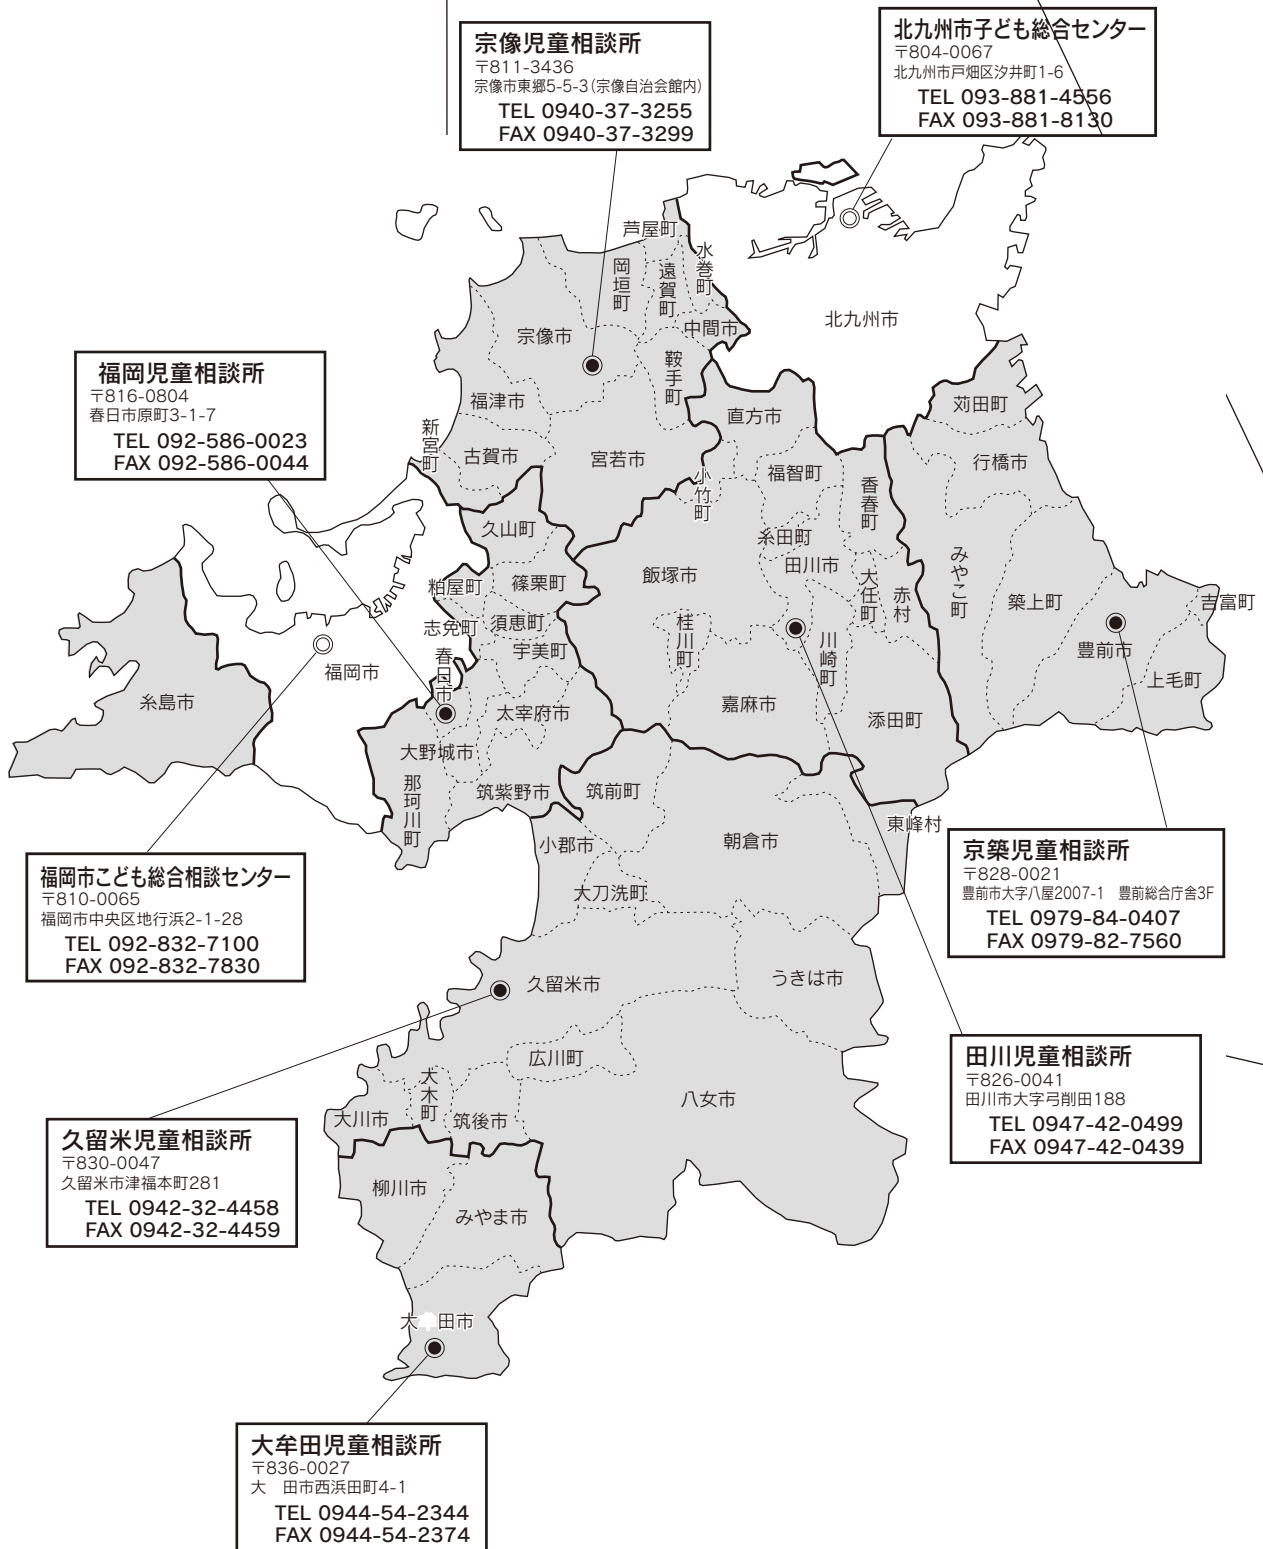 宗像児童相談所
〒811-3436
宗像市東郷5-5-3(宗像自治会館内)
TEL 0940-37-3255
FAX 0940-37-3299
北九州市子ども総合センター
〒804-0067
北九州市戸畑区汐井町1-6
TEL 093-881-4556
FAX 093-881-8130
芦屋町
水巻町
岡垣町
遠賀町
宗像市
中間市
北九州市
鞍手町
福岡児童相談所
〒816-0804
春日市原町3-1-7
TEL 092-586-0023
FAX 092-586-0044
福津市
直方市
苅田町
新宮町
古賀市
宮若市
小竹町
福智町
香春町
行橋市
久山町
糸田町
みやこ町
粕屋町
篠栗町
飯塚市
田川市
大任町
赤村
築上町
吉富町
志免町
須恵町
宇美町
桂川町
川崎町
豊前市
上毛町
福岡市
春日市
糸島市
太宰府市
嘉麻市
添田町
大野城市
那珂川町
筑紫野市
筑前町
小郡市
朝倉市
東峰村
大刀洗町
福岡市こども総合相談センター
〒810-0065
福岡市中央区地行浜2-1-28
TEL 092-832-7100
FAX 092-832-7830
京築児童相談所
〒828-0021
豊前市大字八屋2007-1　豊前総合庁舎3F
TEL 0979-84-0407
FAX 0979-82-7560
久留米市
うきは市
広川町
八女市
大木町
大川市
筑後市
田川児童相談所
〒826-0041
田川市大字弓削田188
TEL 0947-42-0499
FAX 0947-42-0439
久留米児童相談所
〒830-0047
久留米市津福本町281
TEL 0942-32-4458
FAX 0942-32-4459
柳川市
みやま市
大牟田市
大牟田児童相談所
〒836-0027
大　田市西浜田町4-1
TEL 0944-54-2344
FAX 0944-54-2374